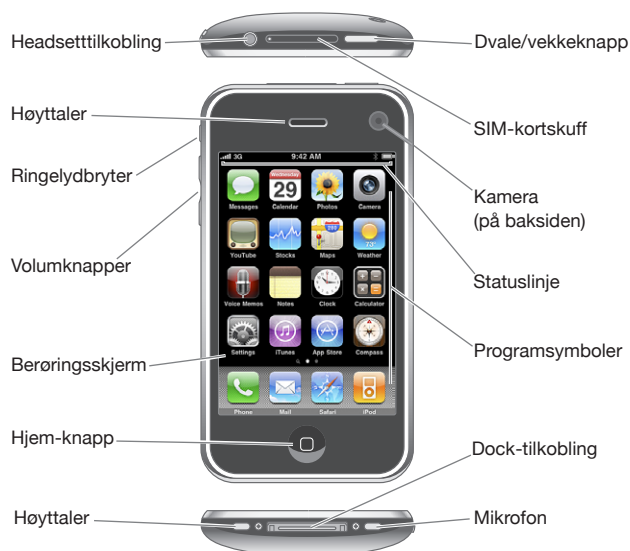 Headsetttilkobling
Dvale/vekkeknapp
SIM-kortskuff
Høyttaler
Ringelydbryter
Volumknapper
Kamera
(på baksiden)
Statuslinje
3G 9:42 AM
Wednesday
29
280
Messages Calendar Photos Camera
73°
YouTube Stocks Maps Weather
Voice Memos Notes Clock Calculator
Settings iTunes App Store Compass
Phone Mail Safari iPod
Berøringsskjerm
Programsymboler
Hjem-knapp
Dock-tilkobling
Høyttaler
Mikrofon